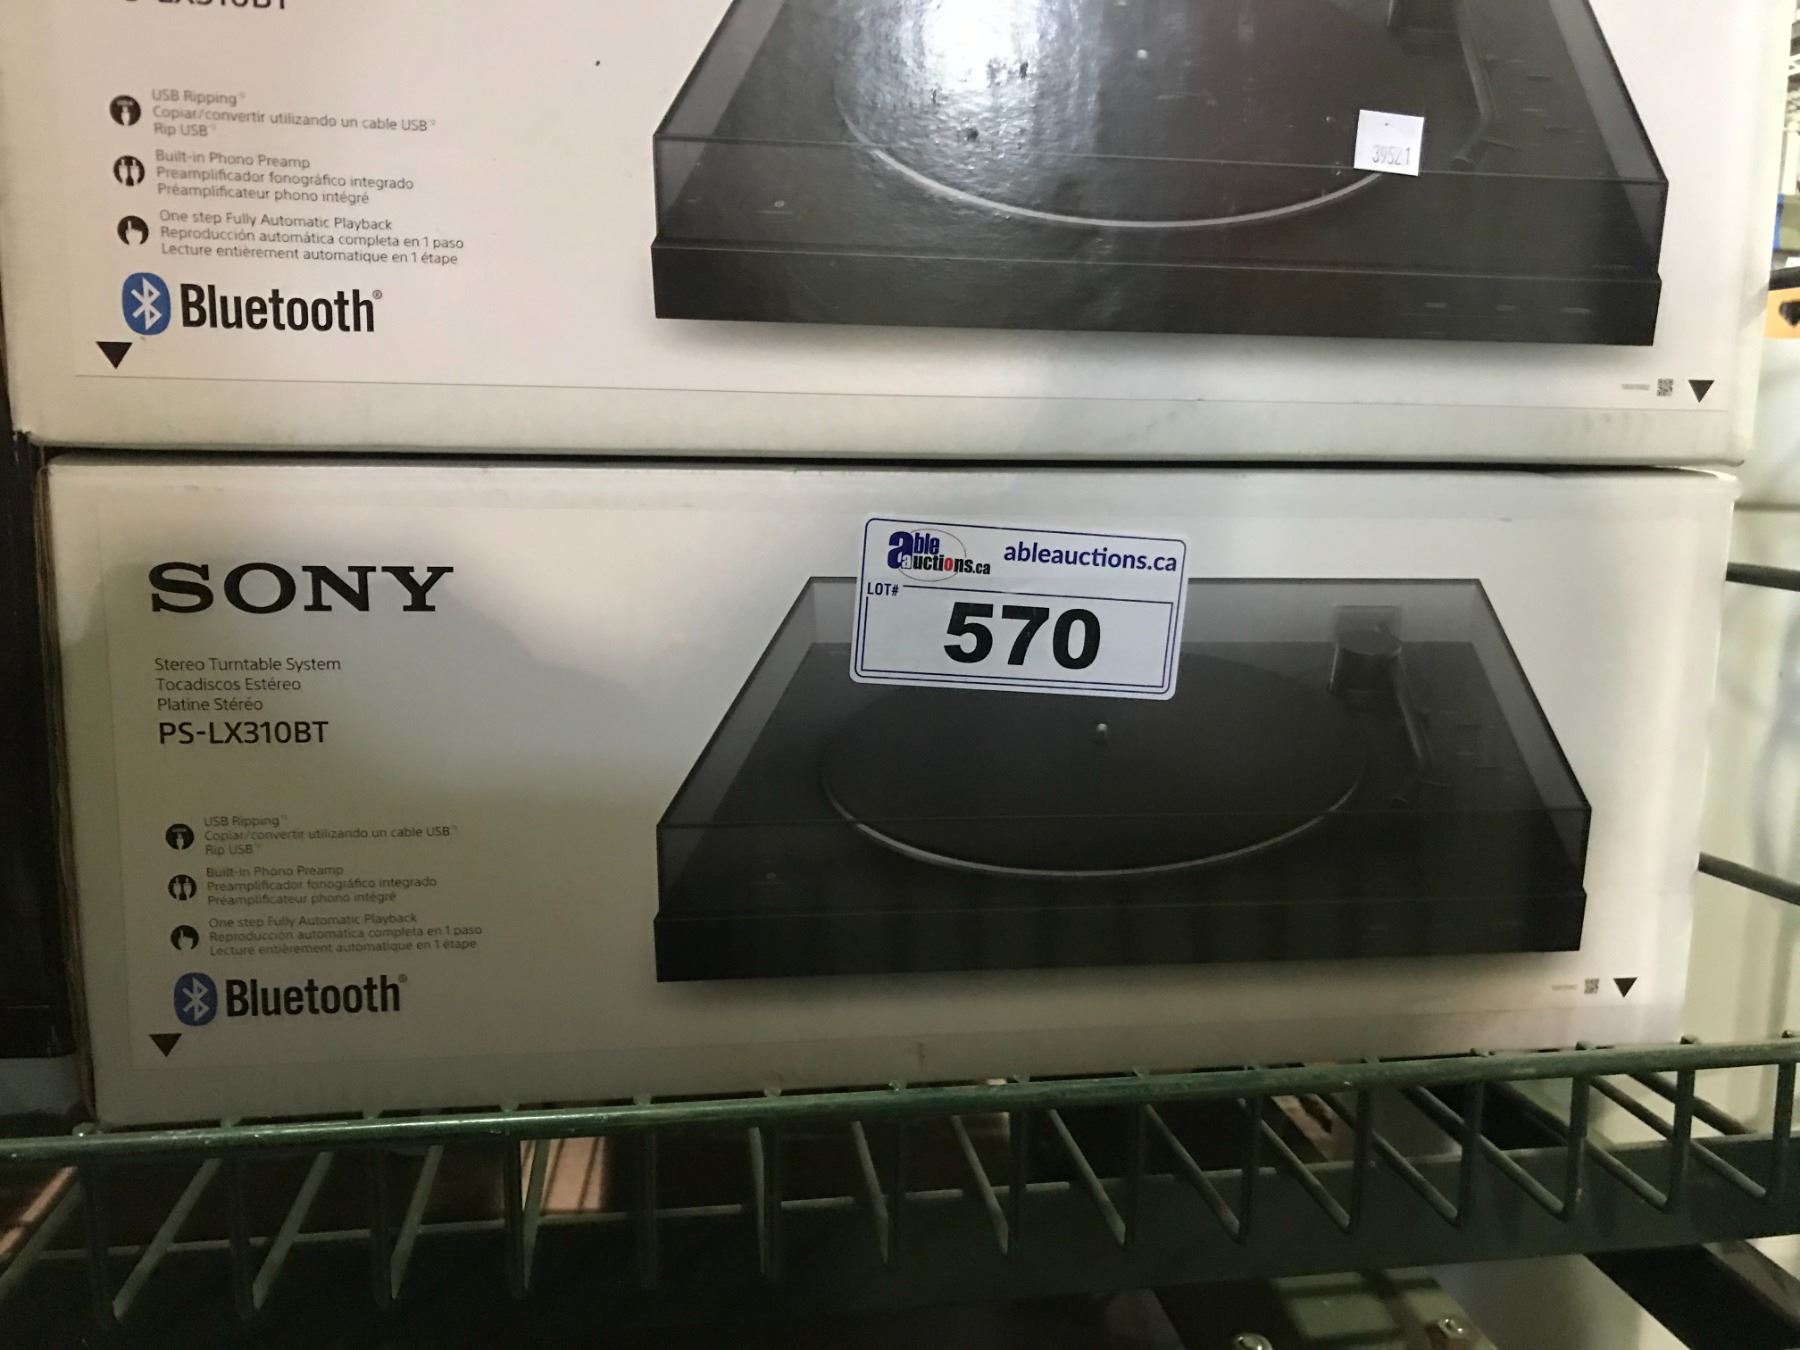 USB Ripping
Copiar/convertir utilizando un cable USB
Rip USB
Built-in Phono Preamp
Preamplificador fonográfico integrado
Préamplificateur phono intégré
One step Fully Automatic Playback
Reproducción automática completa en 1 paso
Lecture entièrement automatique en 1 étape
Bluetooth®
39521
SONY
Stereo Turntable System
Tocadiscos Estéreo
Platine Stéréo
PS-LX310BT
able auctions.ca
ableauctions.ca
LOT#
570
USB Ripping
Copiar/convertir utilizando un cable USB
Rip USB
Built-in Phono Preamp
Preamplificador fonográfico integrado
Préamplificateur phono intégré
One step Fully Automatic Playback
Reproducción automática completa en 1 paso
Lecture entièrement automatique en 1 étape
Bluetooth®